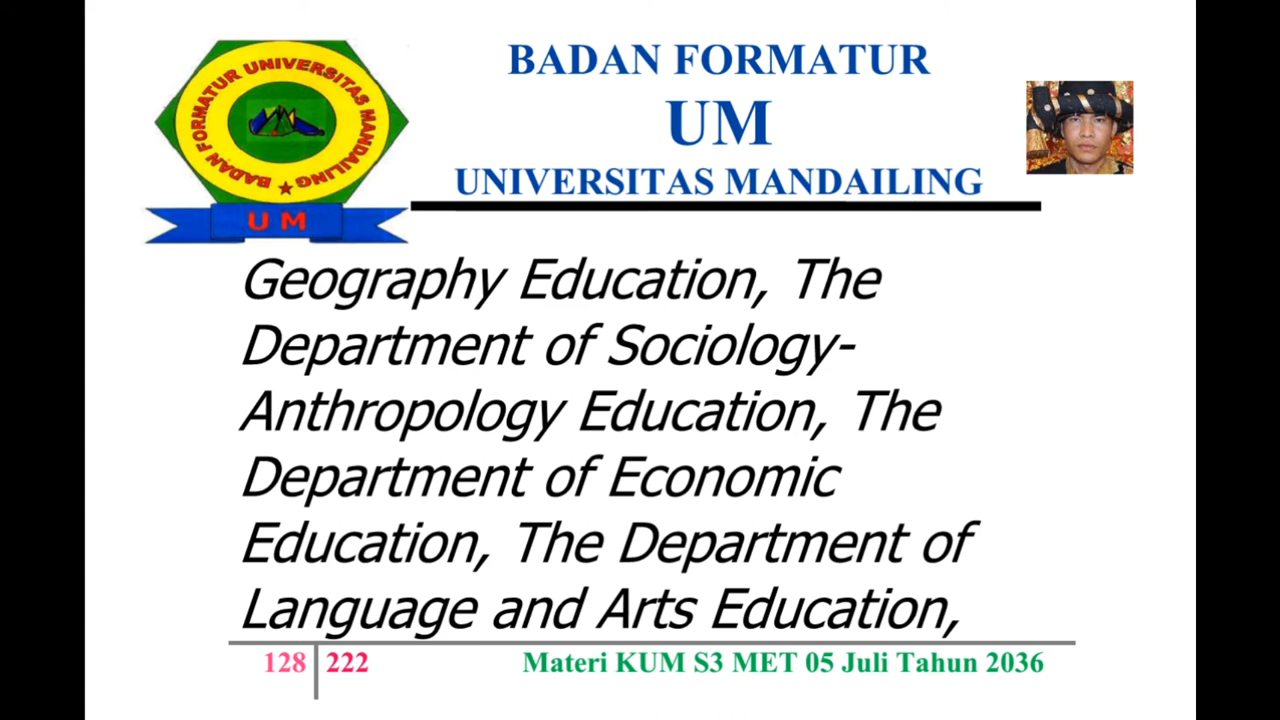 BADAN FORMATUR UNIVERSITAS MANDAILING
UM
BADAN FORMATUR
UM
UNIVERSITAS MANDAILING
Geography Education, The
Department of Sociology-
Anthropology Education, The
Department of Economic
Education, The Department of
Language and Arts Education,
128 222 Materi KUM S3 MET 05 Juli Tahun 2036